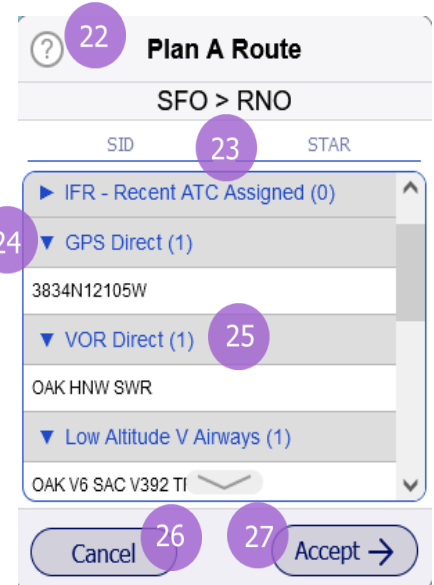 ? 22 Plan A Route
SFO > RNO
SID 23 STAR
► IFR - Recent ATC Assigned (0)
24 ▼ GPS Direct (1)
3834N12105W
▼ VOR Direct (1) 25
OAK HNW SWR
▼ Low Altitude V Airways (1)
OAK V6 SAC V392
Cancel 26 27 Accept →